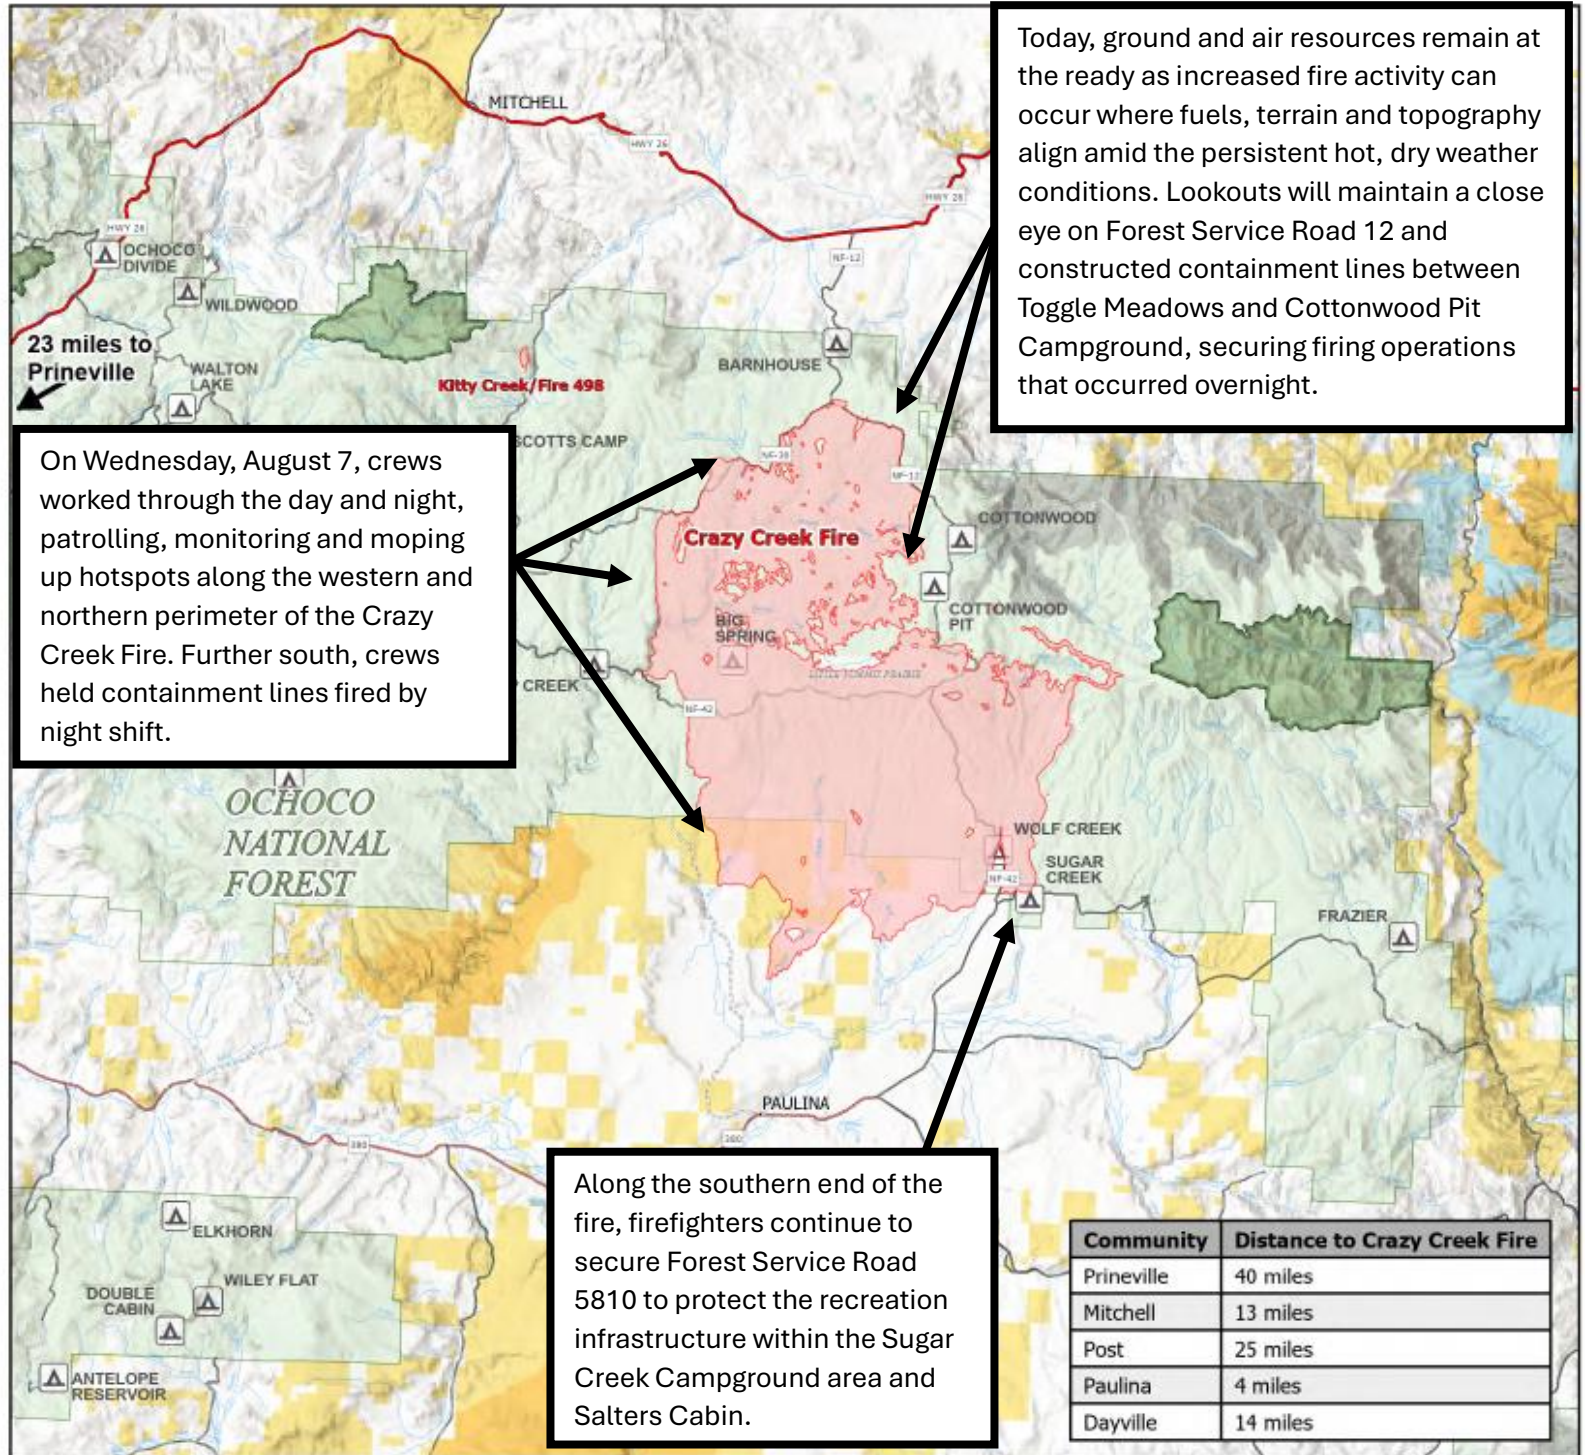 Today, ground and air resources remain at
the ready as increased fire activity can
occur where fuels, terrain and topography
align amid the persistent hot, dry weather
conditions. Lookouts will maintain a close
eye on Forest Service Road 12 and
constructed containment lines between
Toggle Meadows and Cottonwood Pit
Campground, securing firing operations
that occurred overnight.
MITCHELL
HWY 26
HWY 26
HWY 26
OCHOCO
DIVIDE
NF-12
WILDWOOD
23 miles to
Prineville
WALTON
LAKE
BARNHOUSE
Kitty Creek/Fire 498
SCOTTS CAMP
On Wednesday, August 7, crews
worked through the day and night,
patrolling, monitoring and moping
up hotspots along the western and
northern perimeter of the Crazy
Creek Fire. Further south, crews
held containment lines fired by
night shift.
NF-12
COTTONWOOD
Crazy Creek Fire
COTTONWOOD
PIT
BIG
SPRING
LITTLE SUMMIT PRAIRIE
CREEK
NF-42
OCHOCO
NATIONAL
FOREST
WOLF CREEK
NF-42
SUGAR
CREEK
FRAZIER
PAULINA
380
380
Along the southern end of the
fire, firefighters continue to
secure Forest Service Road
5810 to protect the recreation
infrastructure within the Sugar
Creek Campground area and
Salters Cabin.
ELKHORN
WILEY FLAT
DOUBLE
CABIN
ANTELOPE
RESERVOIR
Community Distance to Crazy Creek Fire
Prineville 40 miles
Mitchell 13 miles
Post 25 miles
Paulina 4 miles
Dayville 14 miles